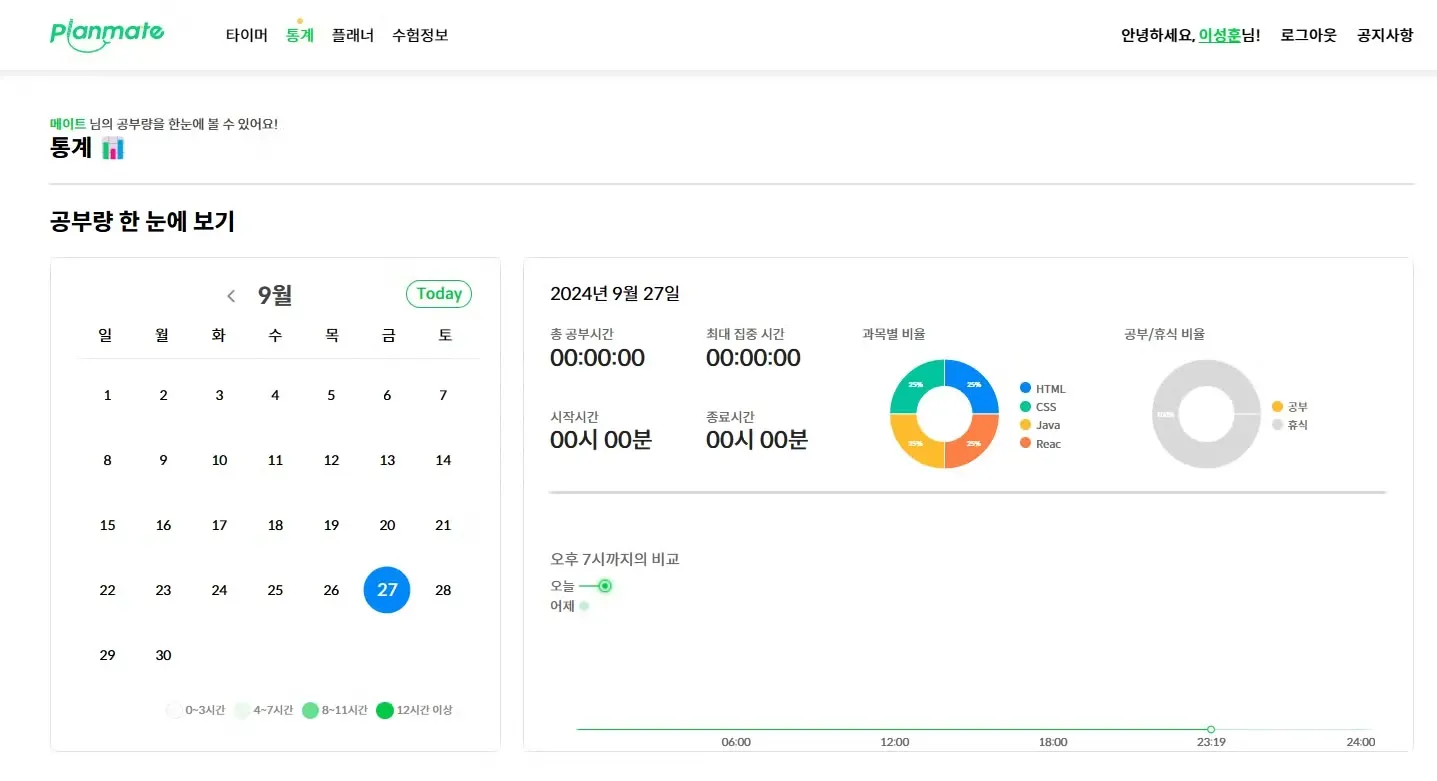 Planmate
타이머 통계 플래너 수험정보
안녕하세요, 이성훈님! 로그아웃 공지사항
메이트 님의 공부량을 한눈에 볼 수 있어요!
통계
공부량 한 눈에 보기
< 9월 Today
일 월 화 수 목 금 토
1 2 3 4 5 6 7
8 9 10 11 12 13 14
15 16 17 18 19 20 21
22 23 24 25 26 27 28
29 30
0~3시간 4~7시간 8~11시간 12시간 이상
2024년 9월 27일
총 공부시간 최대 집중 시간
00:00:00 00:00:00
시작시간 종료시간
00시 00분 00시 00분
과목별 비율
25% 25%
25% 25%
HTML
CSS
Java
Reac
공부/휴식 비율
100%
공부
휴식
오후 7시까지의 비교
오늘
어제
06:00 12:00 18:00 23:19 24:00